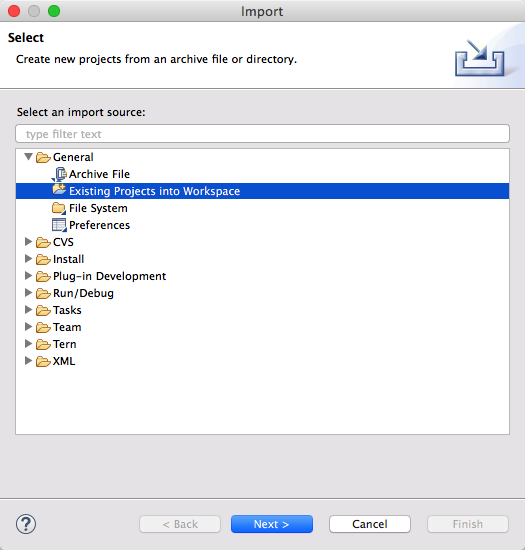 Import
Select
Create new projects from an archive file or directory.
Select an import source:
type filter text
General
Archive File
Existing Projects into Workspace
File System
Preferences
CVS
Install
Plug-in Development
Run/Debug
Tasks
Team
Tern
XML
? < Back Next > Cancel Finish